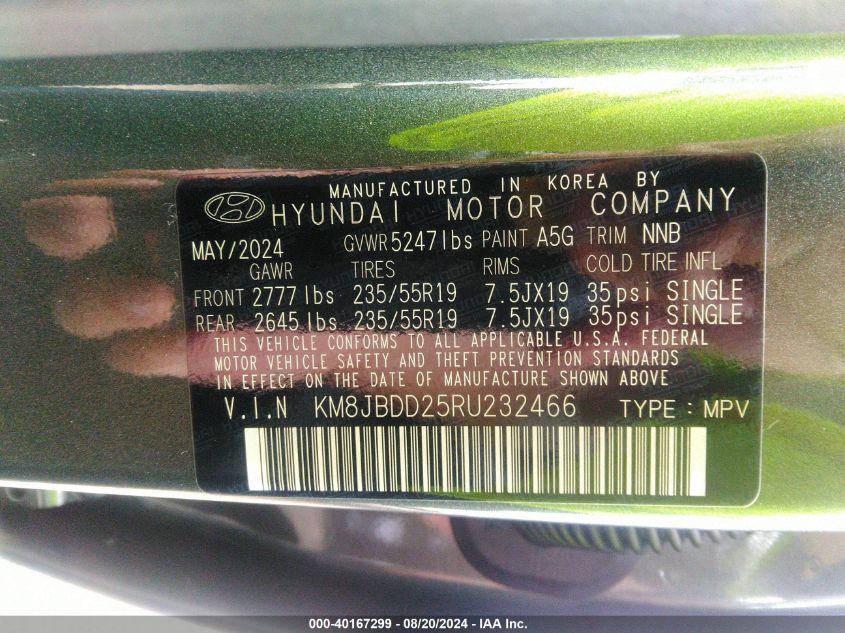 MANUFACTURED IN KOREA BY
HYUNDAI MOTOR COMPANY
MAY/2024 GVWR 5247lbs PAINT A5G TRIM NNB
GAWR TIRES RIMS COLD TIRE INFL
FRONT 2777lbs 235/55R19 7.5JX19 35psi SINGLE
REAR 2645lbs 235/55R19 7.5JX19 35psi SINGLE
THIS VEHICLE CONFORMS TO ALL APPLICABLE U.S.A. FEDERAL
MOTOR VEHICLE SAFETY AND THEFT PREVENTION STANDARDS
IN EFFECT ON THE DATE OF MANUFACTURE SHOWN ABOVE
V.I.N KM8JBDD25RU232466 TYPE : MPV
000-40167299 - 08/20/2024 - IAA Inc.